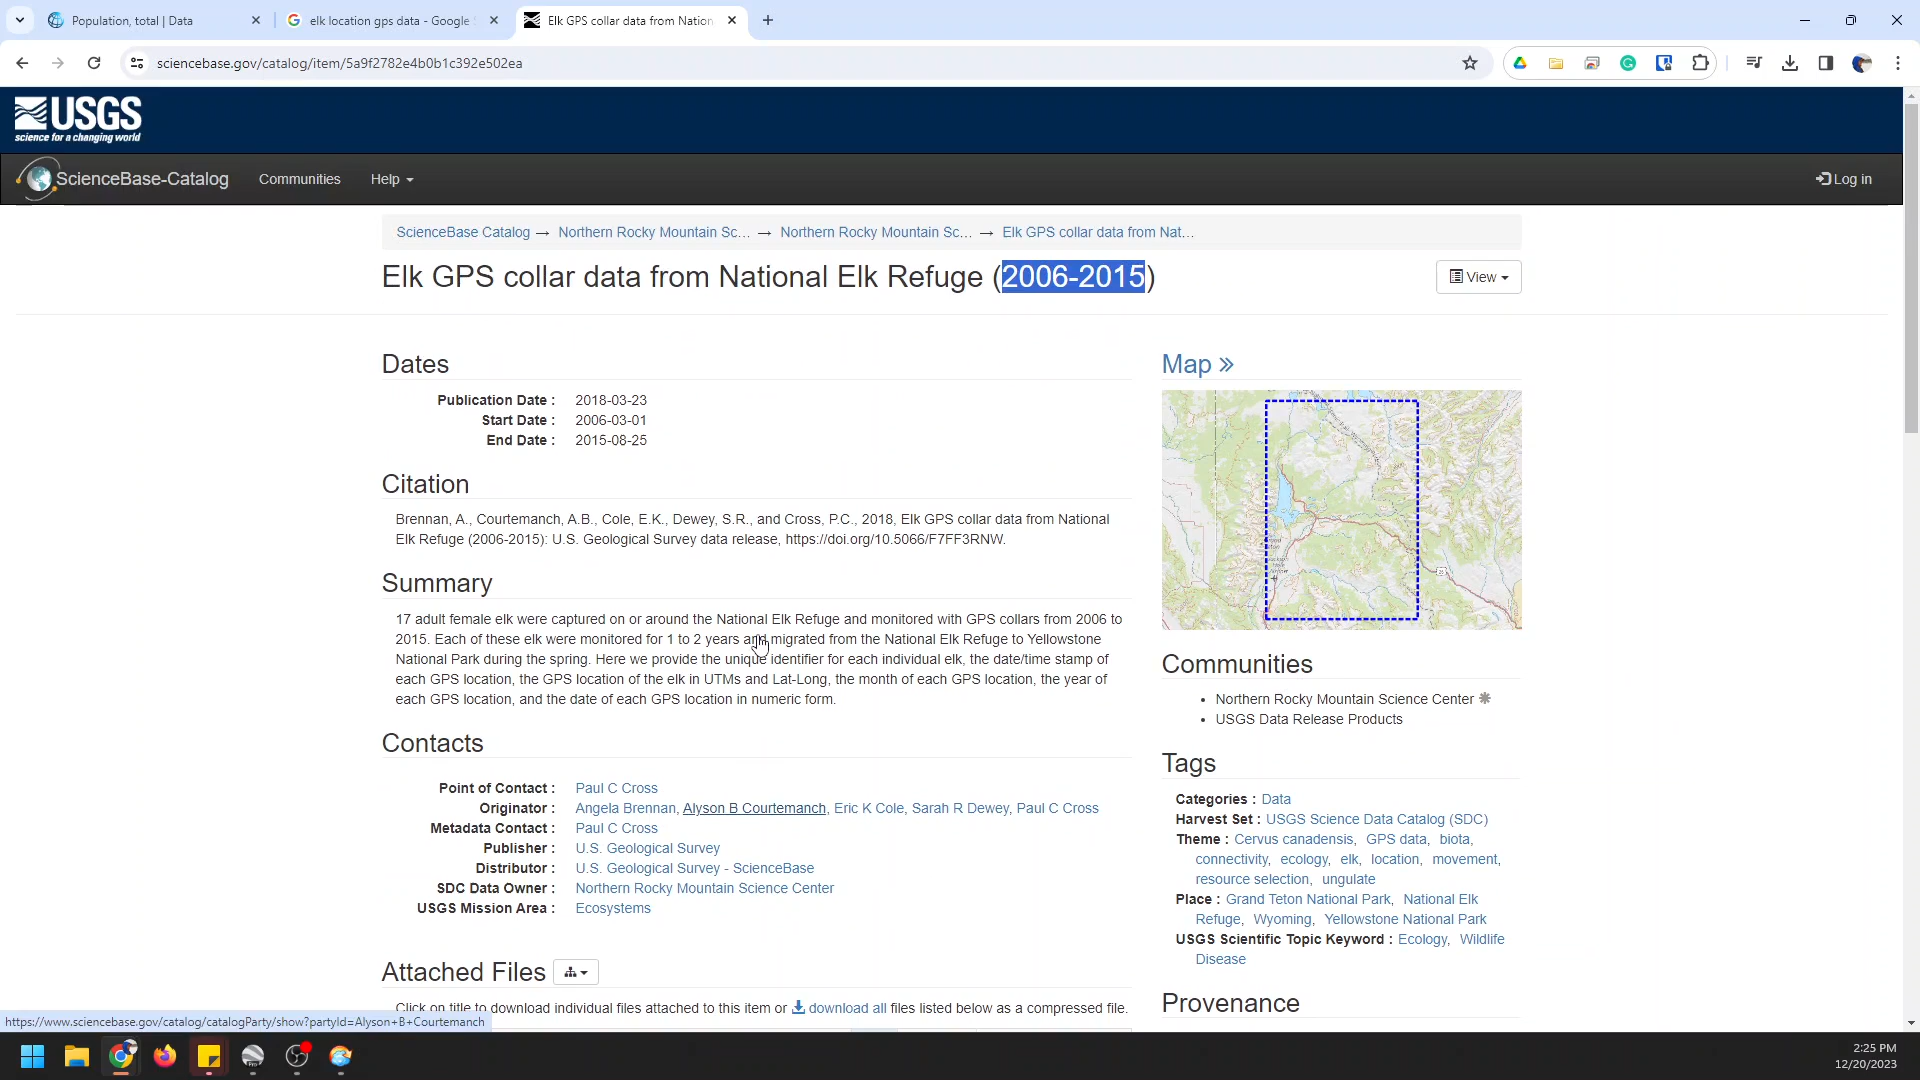 Population, total | Data
elk location gps data - Google
Elk GPS collar data from Nation
sciencebase.gov/catalog/item/5a9f2782e4b0b1c392e502ea
USGS
science for a changing world
ScienceBase-Catalog Communities Help Log in
ScienceBase Catalog → Northern Rocky Mountain Sc... → Northern Rocky Mountain Sc... → Elk GPS collar data from Nat...
Elk GPS collar data from National Elk Refuge (2006-2015)
View
Dates
Publication Date : 2018-03-23
Start Date : 2006-03-01
End Date : 2015-08-25
Citation
Brennan, A., Courtemanch, A.B., Cole, E.K., Dewey, S.R., and Cross, P.C., 2018, Elk GPS collar data from National
Elk Refuge (2006-2015): U.S. Geological Survey data release, https://doi.org/10.5066/F7FF3RNW.
Summary
17 adult female elk were captured on or around the National Elk Refuge and monitored with GPS collars from 2006 to
2015. Each of these elk were monitored for 1 to 2 years and migrated from the National Elk Refuge to Yellowstone
National Park during the spring. Here we provide the unique identifier for each individual elk, the date/time stamp of
each GPS location, the GPS location of the elk in UTMs and Lat-Long, the month of each GPS location, the year of
each GPS location, and the date of each GPS location in numeric form.
Contacts
Point of Contact : Paul C Cross
Originator : Angela Brennan, Alyson B Courtemanch, Eric K Cole, Sarah R Dewey, Paul C Cross
Metadata Contact : Paul C Cross
Publisher : U.S. Geological Survey
Distributor : U.S. Geological Survey - ScienceBase
SDC Data Owner : Northern Rocky Mountain Science Center
USGS Mission Area : Ecosystems
Attached Files
Click on title to download individual files attached to this item or download all files listed below as a compressed file.
Map »
Communities
• Northern Rocky Mountain Science Center
• USGS Data Release Products
Tags
Categories : Data
Harvest Set : USGS Science Data Catalog (SDC)
Theme : Cervus canadensis, GPS data, biota,
connectivity, ecology, elk, location, movement,
resource selection, ungulate
Place : Grand Teton National Park, National Elk
Refuge, Wyoming, Yellowstone National Park
USGS Scientific Topic Keyword : Ecology, Wildlife
Disease
Provenance
https://www.sciencebase.gov/catalog/catalogParty/show?partyId=Alyson+B+Courtemanch
2:25 PM
12/20/2023